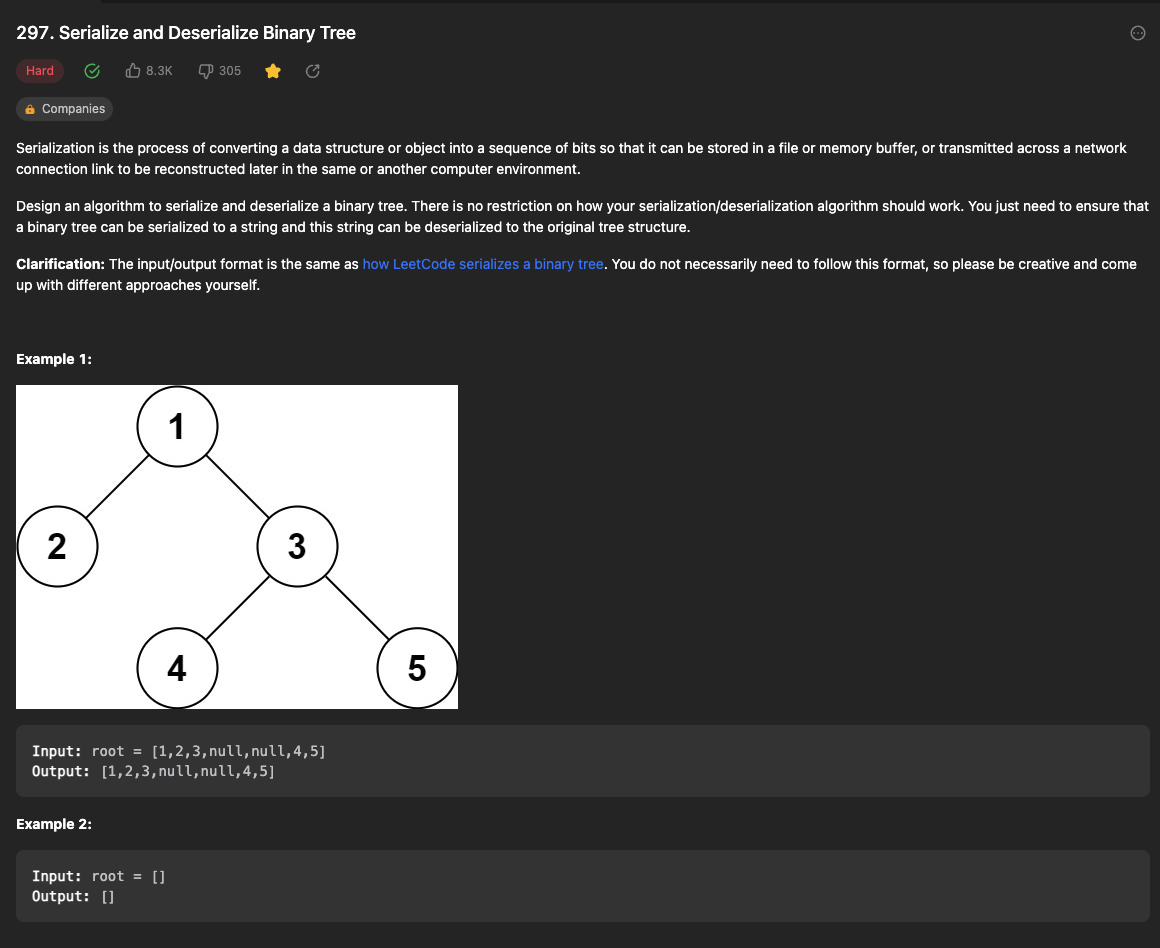 297. Serialize and Deserialize Binary Tree
Hard 8.3K 305
Companies
Serialization is the process of converting a data structure or object into a sequence of bits so that it can be stored in a file or memory buffer, or transmitted across a network
connection link to be reconstructed later in the same or another computer environment.
Design an algorithm to serialize and deserialize a binary tree. There is no restriction on how your serialization/deserialization algorithm should work. You just need to ensure that
a binary tree can be serialized to a string and this string can be deserialized to the original tree structure.
Clarification: The input/output format is the same as how LeetCode serializes a binary tree. You do not necessarily need to follow this format, so please be creative and come
up with different approaches yourself.
Example 1:
1
2 3
4 5
Input: root = [1,2,3,null,null,4,5]
Output: [1,2,3,null,null,4,5]
Example 2:
Input: root = []
Output: []